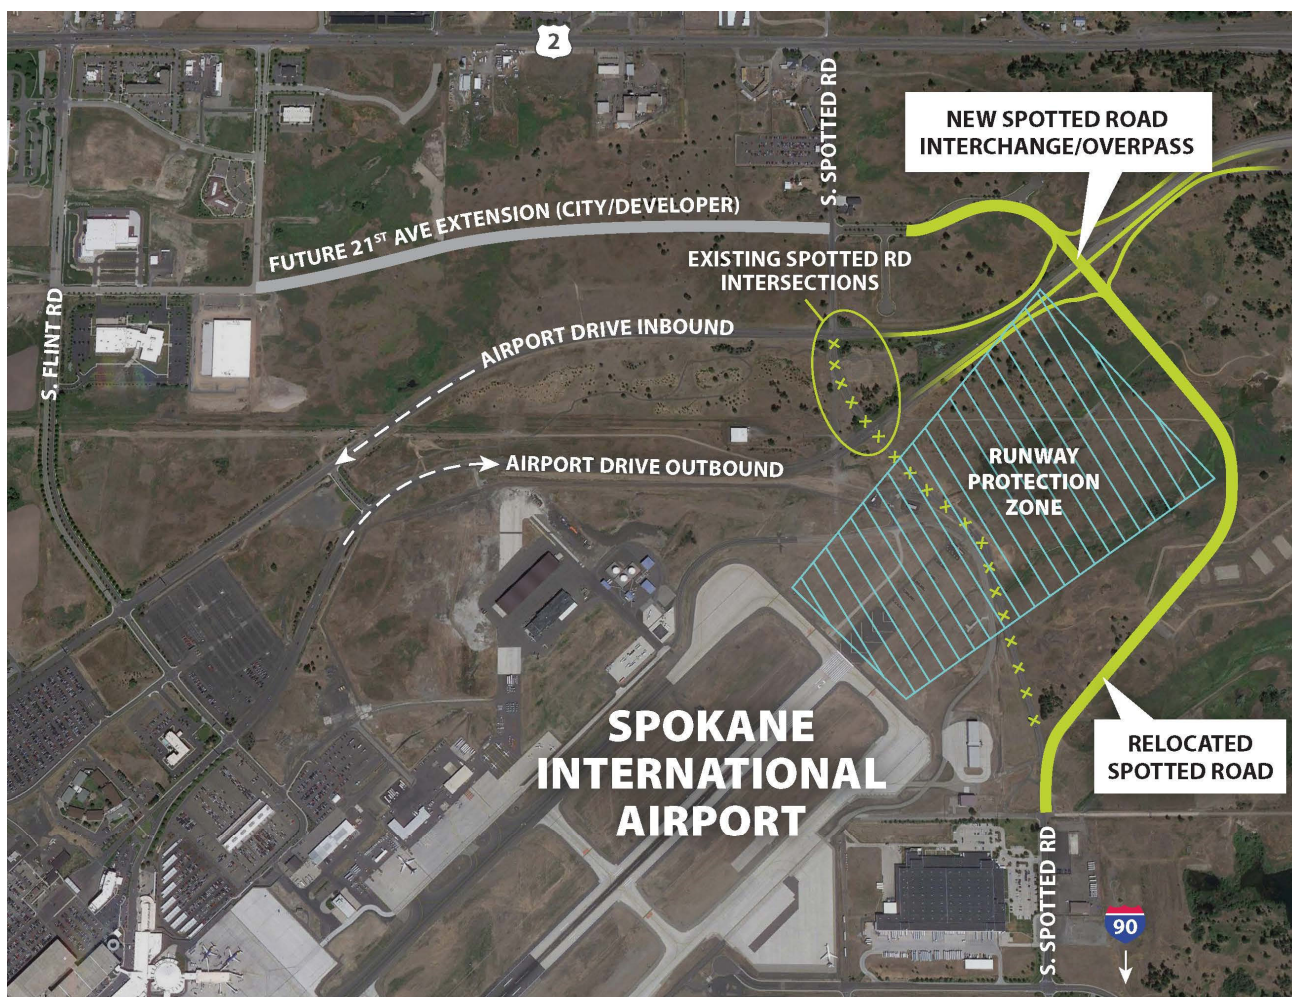 2
S. SPOTTED RD
NEW SPOTTED ROAD
INTERCHANGE/OVERPASS
FUTURE 21ST AVE EXTENSION (CITY/DEVELOPER)
EXISTING SPOTTED RD
INTERSECTIONS
S. FLINT RD
AIRPORT DRIVE INBOUND
AIRPORT DRIVE OUTBOUND
RUNWAY
PROTECTION
ZONE
SPOKANE
INTERNATIONAL
AIRPORT
RELOCATED
SPOTTED ROAD
S. SPOTTED RD
90